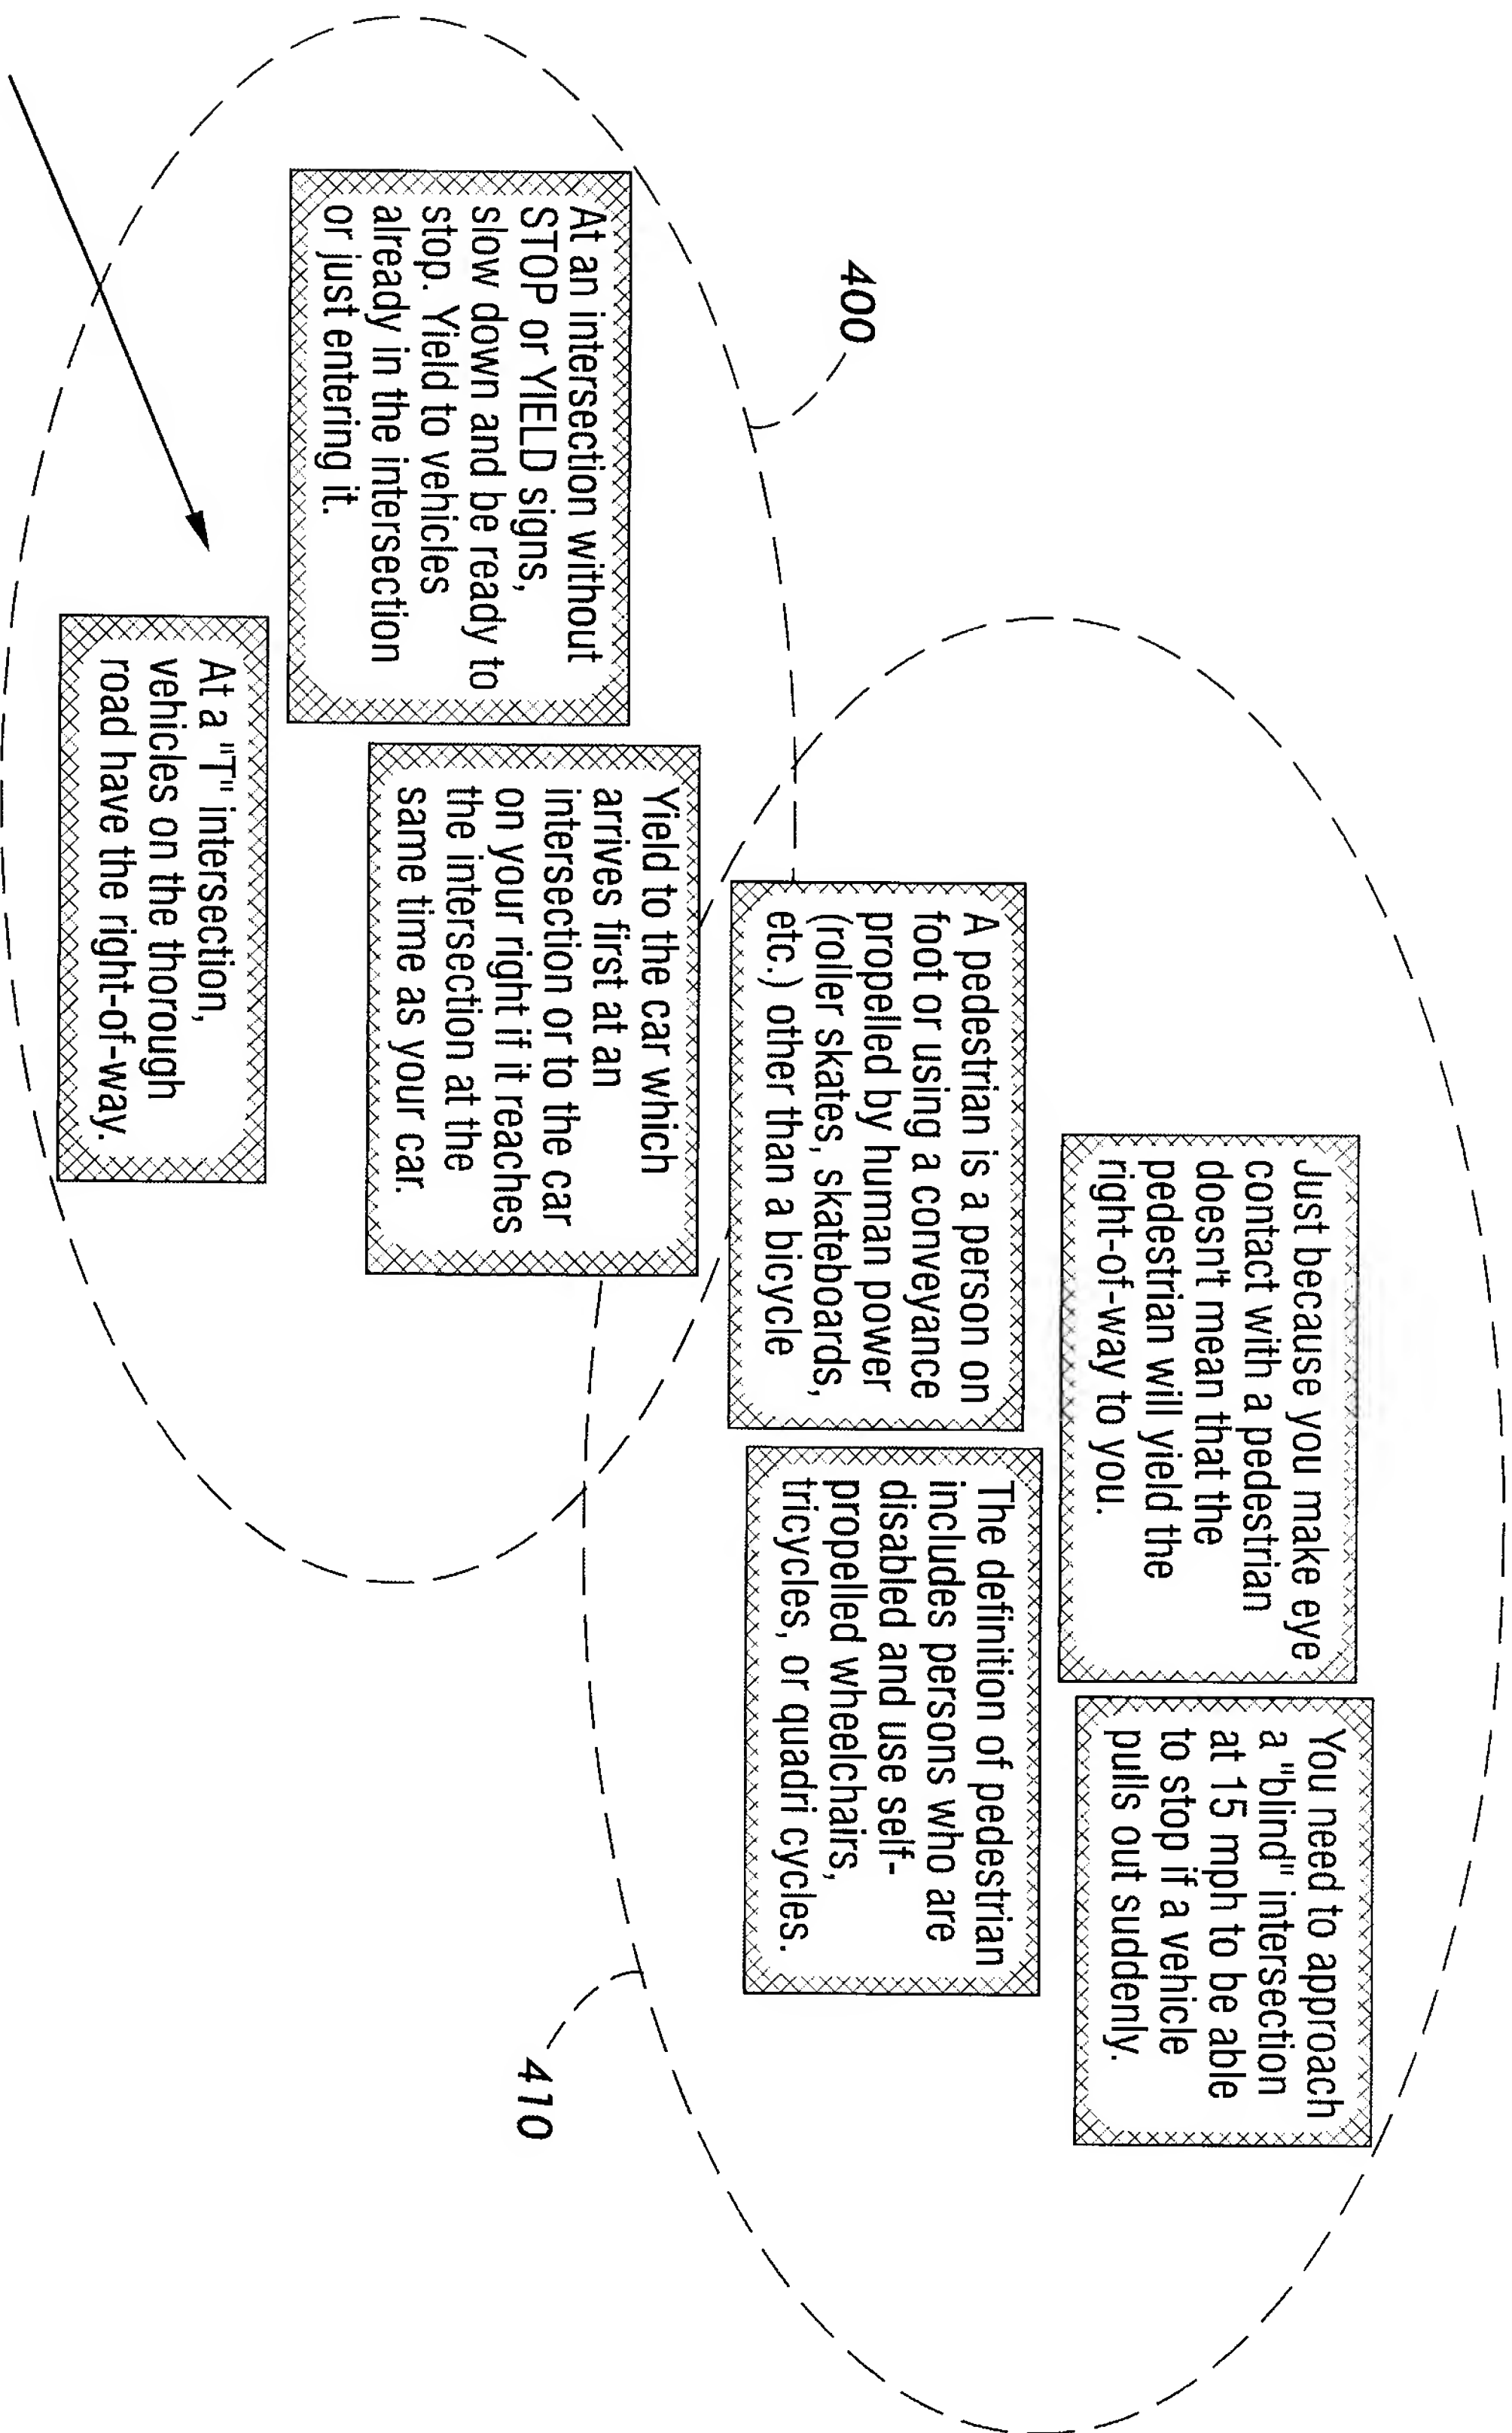 Just because you make eye
contact with a pedestrian
doesn't mean that the
pedestrian will yield the
right-of-way to you.
You need to approach
a "blind" intersection
at 15 mph to be able
to stop if a vehicle
pulls out suddenly.
A pedestrian is a person on
foot or using a conveyance
propelled by human power
(roller skates, skateboards,
etc.) other than a bicycle
The definition of pedestrian
includes persons who are
disabled and use self-
propelled wheelchairs,
tricycles, or quadri cycles.
400
Yield to the car which
arrives first at an
intersection or to the car
on your right if it reaches
the intersection at the
same time as your car.
At an intersection without
STOP or YIELD signs,
slow down and be ready to
stop. Yield to vehicles
already in the intersection
or just entering it.
410
At a "T" intersection,
vehicles on the thorough
road have the right-of-way.